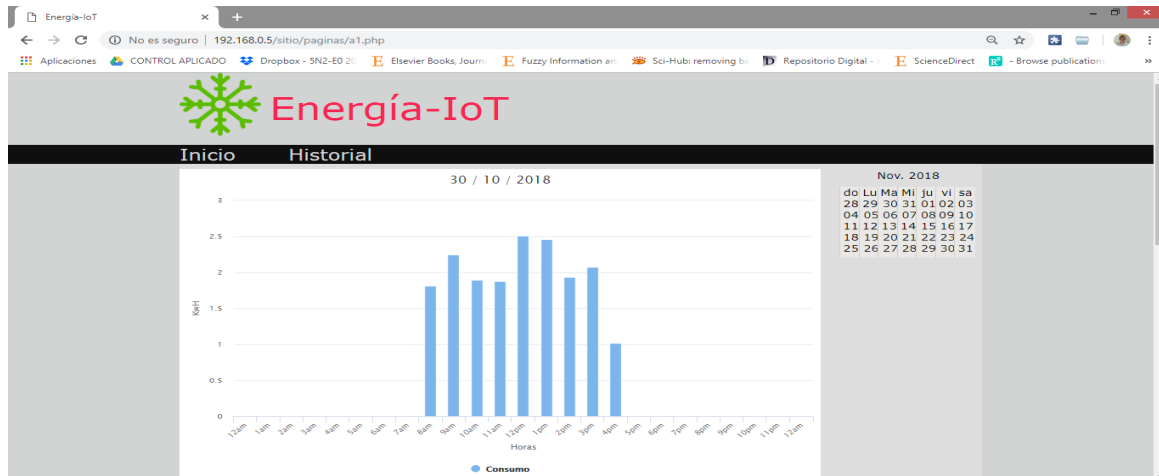 Energía-IoT
No es seguro | 192.168.0.5/sitio/paginas/a1.php
Aplicaciones CONTROL APLICADO Dropbox - 5N2-E0 20 Elsevier Books, Journ Fuzzy Information an Sci-Hub: removing ba Repositorio Digital - ScienceDirect - Browse publications
Energía-IoT
Inicio Historial
30 / 10 / 2018
3
2.5
2
1.5
1
0.5
0
KwH
12am 1am 2am 3am 4am 5am 6am 7am 8am 9am 10am 11am 12pm 1pm 2pm 3pm 4pm 5pm 6pm 7pm 8pm 9pm 10pm 11pm 12am
Horas
Consumo
Nov. 2018
do Lu Ma Mi ju vi sa
28 29 30 31 01 02 03
04 05 06 07 08 09 10
11 12 13 14 15 16 17
18 19 20 21 22 23 24
25 26 27 28 29 30 31